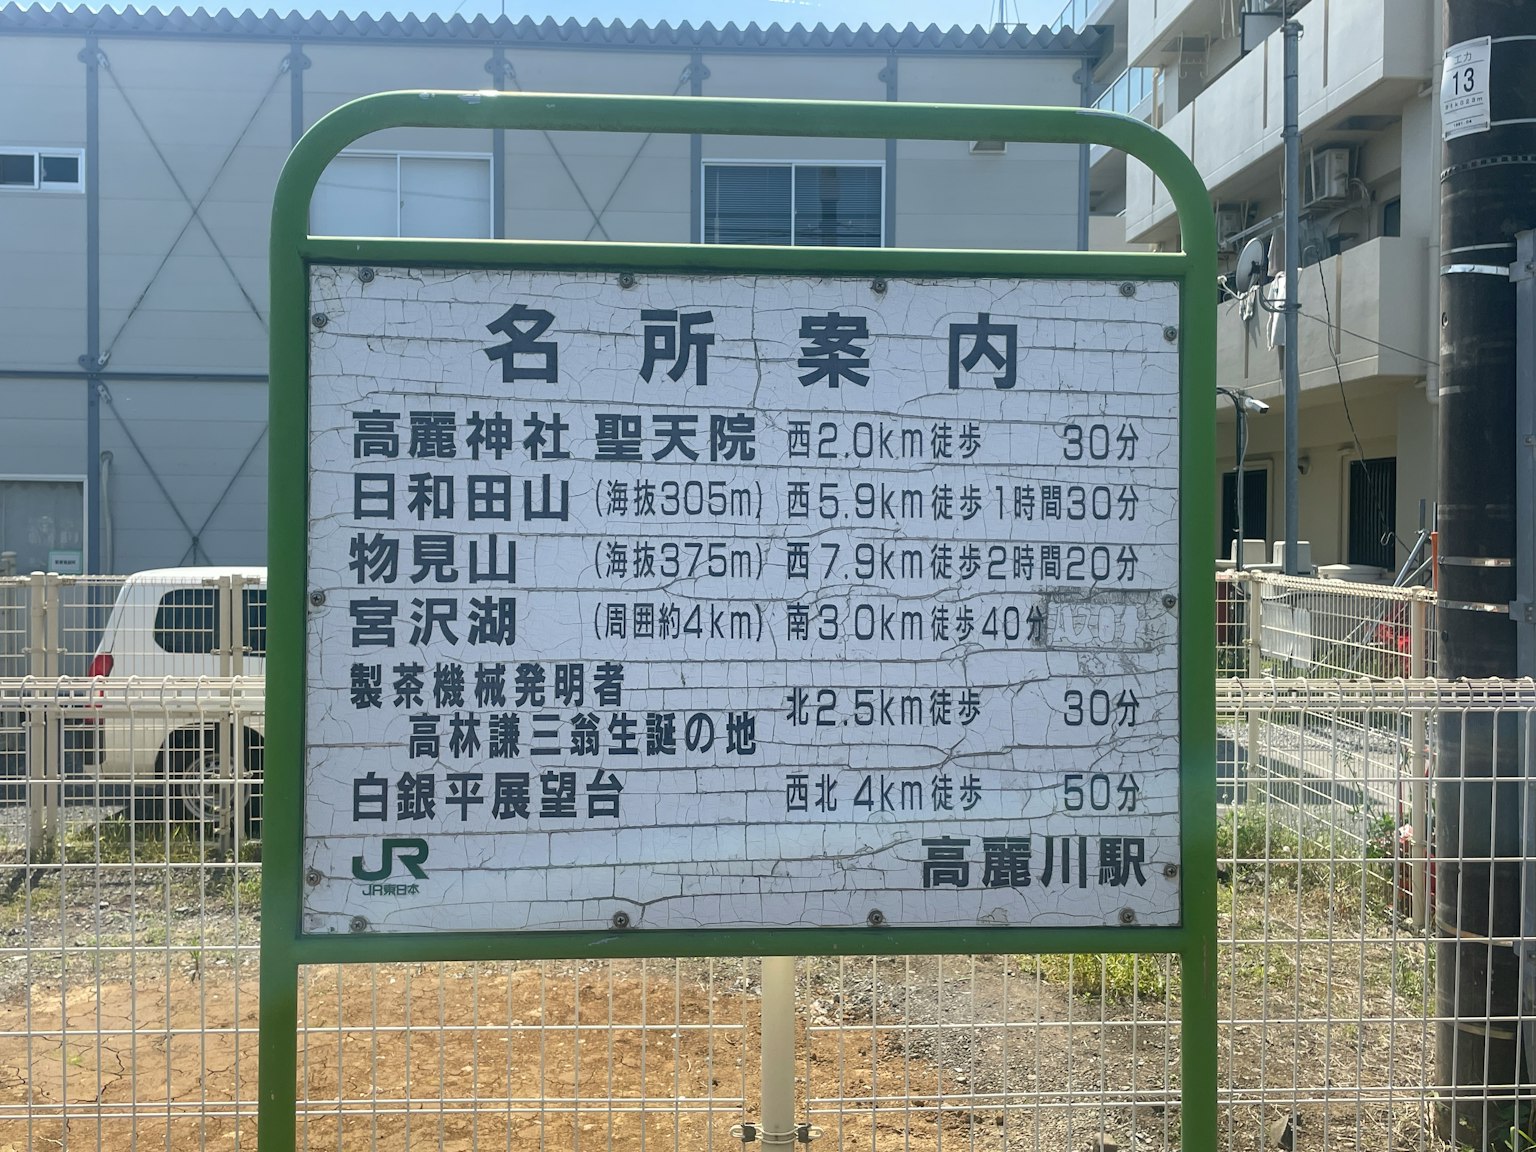 名所案内
高麗神社 聖天院 西2.0km徒歩 30分
日和田山 (海抜305m) 西5.9km徒歩1時間30分
物見山 (海抜375m) 西7.9km徒歩2時間20分
宮沢湖 (周囲約4km) 南3.0km徒歩40分
製茶機械発明者
高林謙三翁生誕の地 北2.5km徒歩 30分
白銀平展望台 西北4km徒歩 50分
JR
JR東日本
高麗川駅
エカ
13